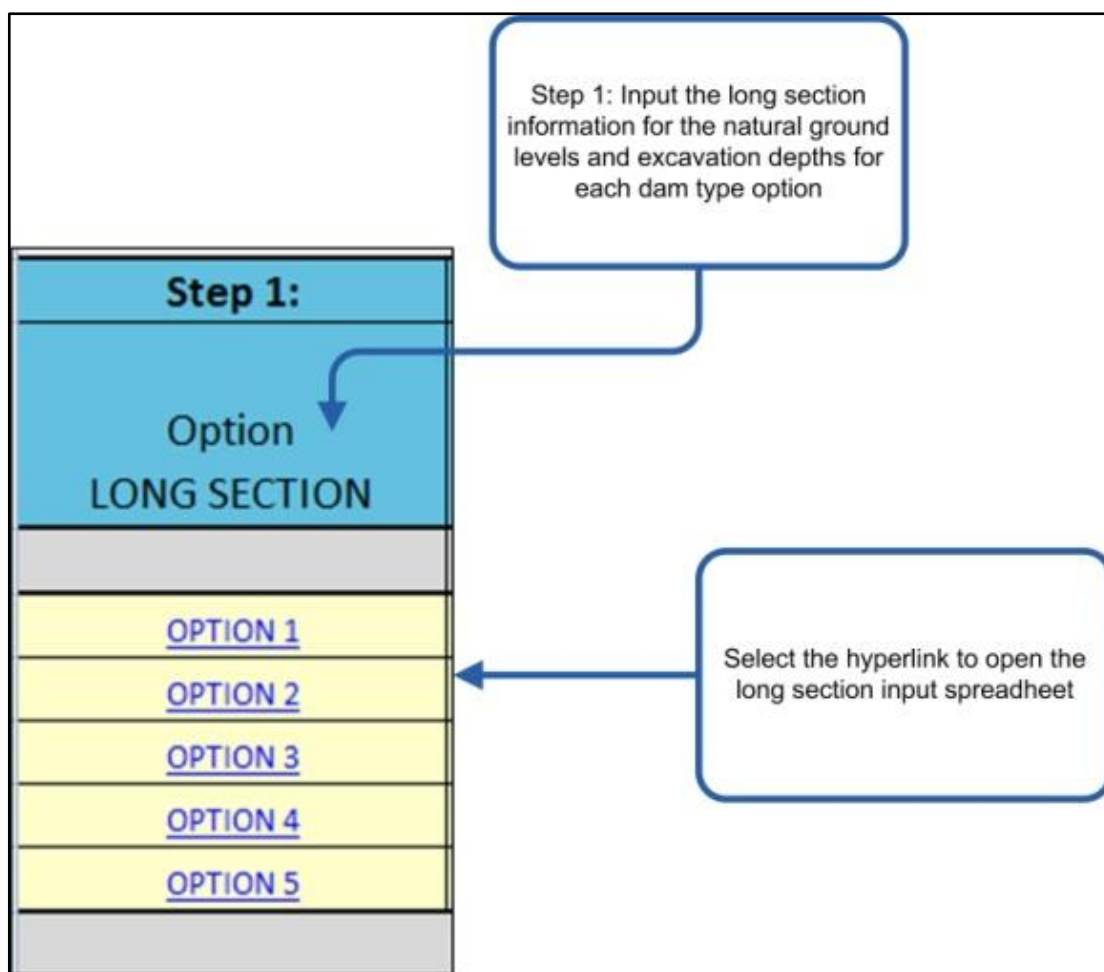 Step 1: Input the long section
information for the natural ground
levels and excavation depths for
each dam type option
Step 1:
Option
LONG SECTION
OPTION 1
OPTION 2
OPTION 3
OPTION 4
OPTION 5
Select the hyperlink to open the
long section input spreadheet